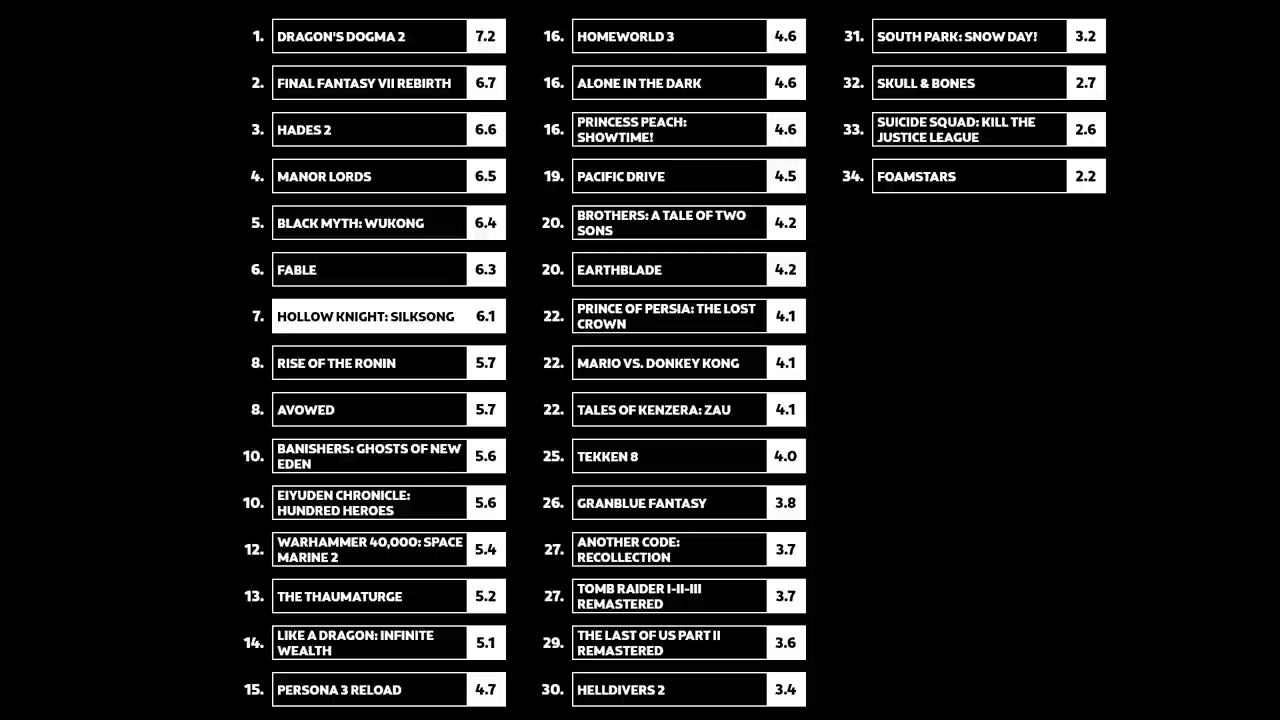 1. DRAGON'S DOGMA 2 7.2
2. FINAL FANTASY VII REBIRTH 6.7
3. HADES 2 6.6
4. MANOR LORDS 6.5
5. BLACK MYTH: WUKONG 6.4
6. FABLE 6.3
7. HOLLOW KNIGHT: SILKSONG 6.1
8. RISE OF THE RONIN 5.7
8. AVOWED 5.7
10. BANISHERS: GHOSTS OF NEW
EDEN 5.6
10. EIYUDEN CHRONICLE:
HUNDRED HEROES 5.6
12. WARHAMMER 40,000: SPACE
MARINE 2 5.4
13. THE THAUMATURGE 5.2
14. LIKE A DRAGON: INFINITE
WEALTH 5.1
15. PERSONA 3 RELOAD 4.7
16. HOMEWORLD 3 4.6
16. ALONE IN THE DARK 4.6
16. PRINCESS PEACH:
SHOWTIME! 4.6
19. PACIFIC DRIVE 4.5
20. BROTHERS: A TALE OF TWO
SONS 4.2
20. EARTHBLADE 4.2
22. PRINCE OF PERSIA: THE LOST
CROWN 4.1
22. MARIO VS. DONKEY KONG 4.1
22. TALES OF KENZERA: ZAU 4.1
25. TEKKEN 8 4.0
26. GRANBLUE FANTASY 3.8
27. ANOTHER CODE:
RECOLLECTION 3.7
27. TOMB RAIDER I-II-III
REMASTERED 3.7
29. THE LAST OF US PART II
REMASTERED 3.6
30. HELLDIVERS 2 3.4
31. SOUTH PARK: SNOW DAY! 3.2
32. SKULL & BONES 2.7
33. SUICIDE SQUAD: KILL THE
JUSTICE LEAGUE 2.6
34. FOAMSTARS 2.2